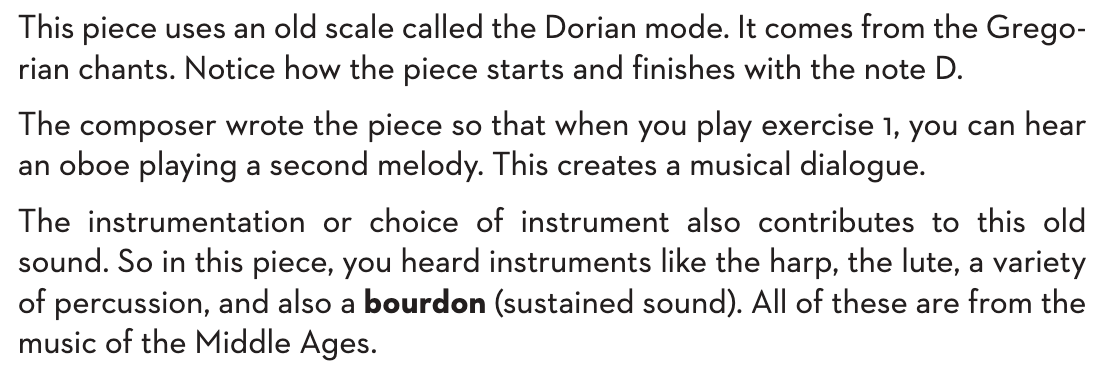 This piece uses an old scale called the Dorian mode. It comes from the Grego-
rian chants. Notice how the piece starts and finishes with the note D.
The composer wrote the piece so that when you play exercise 1, you can hear
an oboe playing a second melody. This creates a musical dialogue.
The instrumentation or choice of instrument also contributes to this old
sound. So in this piece, you heard instruments like the harp, the lute, a variety
of percussion, and also a bourdon (sustained sound). All of these are from the
music of the Middle Ages.